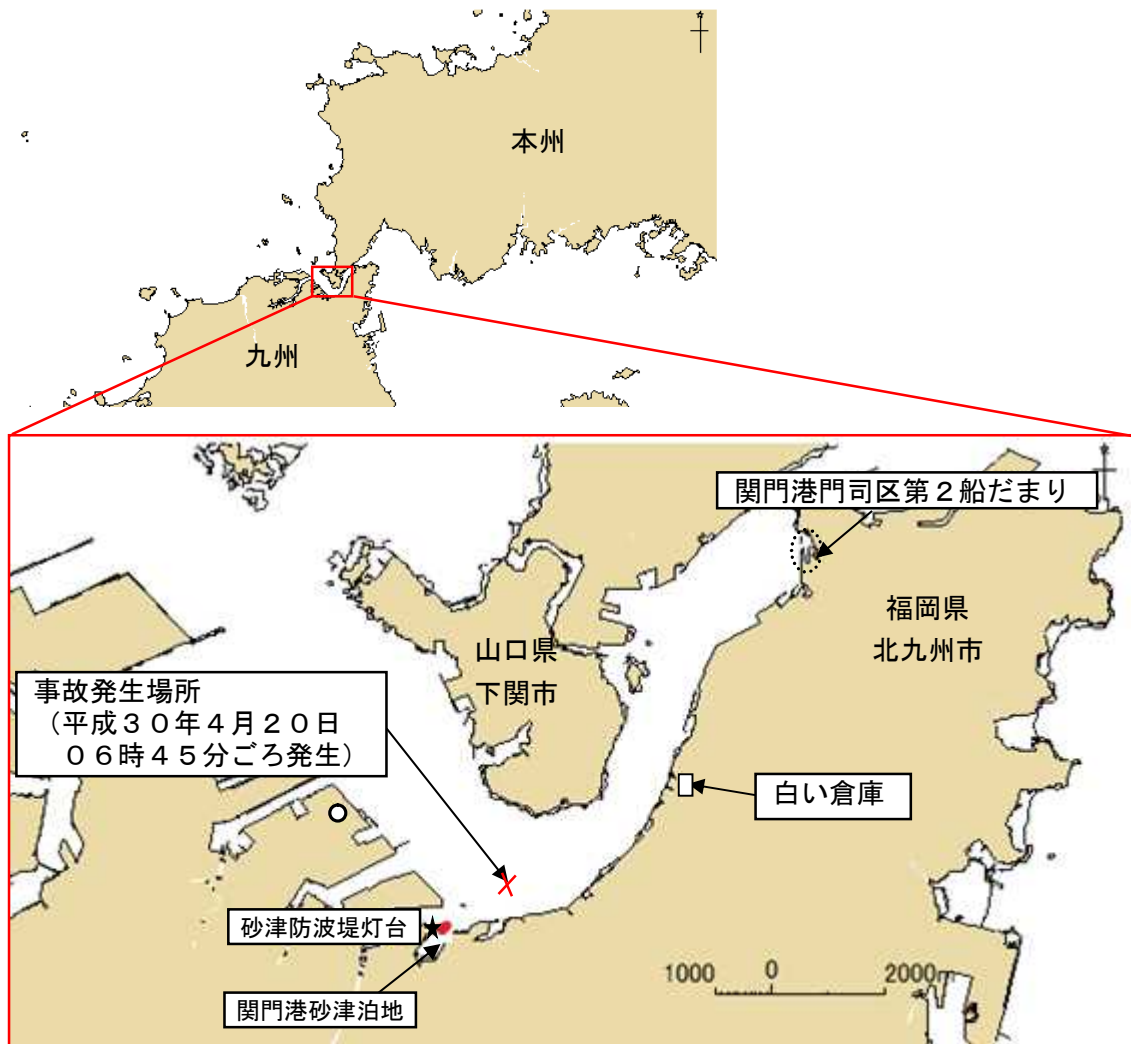 本州
九州
関門港門司区第２船だまり
福岡県
北九州市
山口県
下関市
事故発生場所
（平成３０年４月２０日
０６時４５分ごろ発生）
白い倉庫
砂津防波堤灯台
1000 0 2000m
関門港砂津泊地